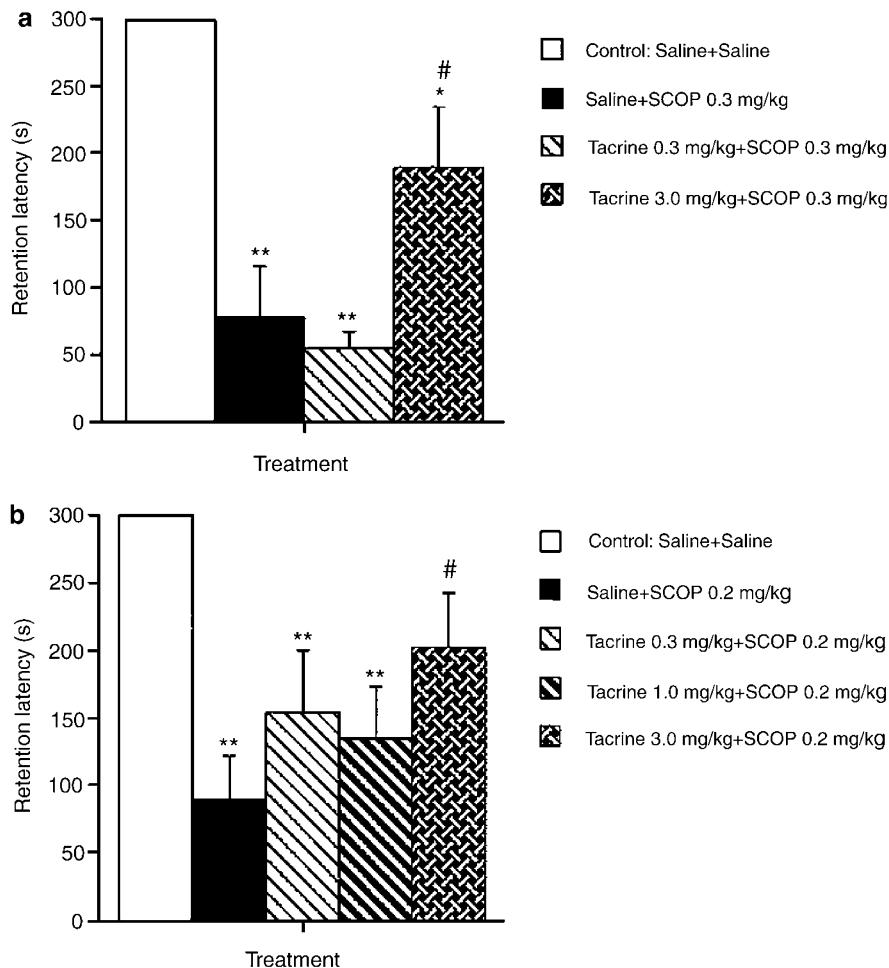 a
300
250
200
150
100
50
0
Retention latency (s)
**
**
#
*
Treatment
Control: Saline+Saline
Saline+SCOP 0.3 mg/kg
Tacrine 0.3 mg/kg+SCOP 0.3 mg/kg
Tacrine 3.0 mg/kg+SCOP 0.3 mg/kg
b
300
250
200
150
100
50
0
Retention latency (s)
**
**
**
#
Treatment
Control: Saline+Saline
Saline+SCOP 0.2 mg/kg
Tacrine 0.3 mg/kg+SCOP 0.2 mg/kg
Tacrine 1.0 mg/kg+SCOP 0.2 mg/kg
Tacrine 3.0 mg/kg+SCOP 0.2 mg/kg